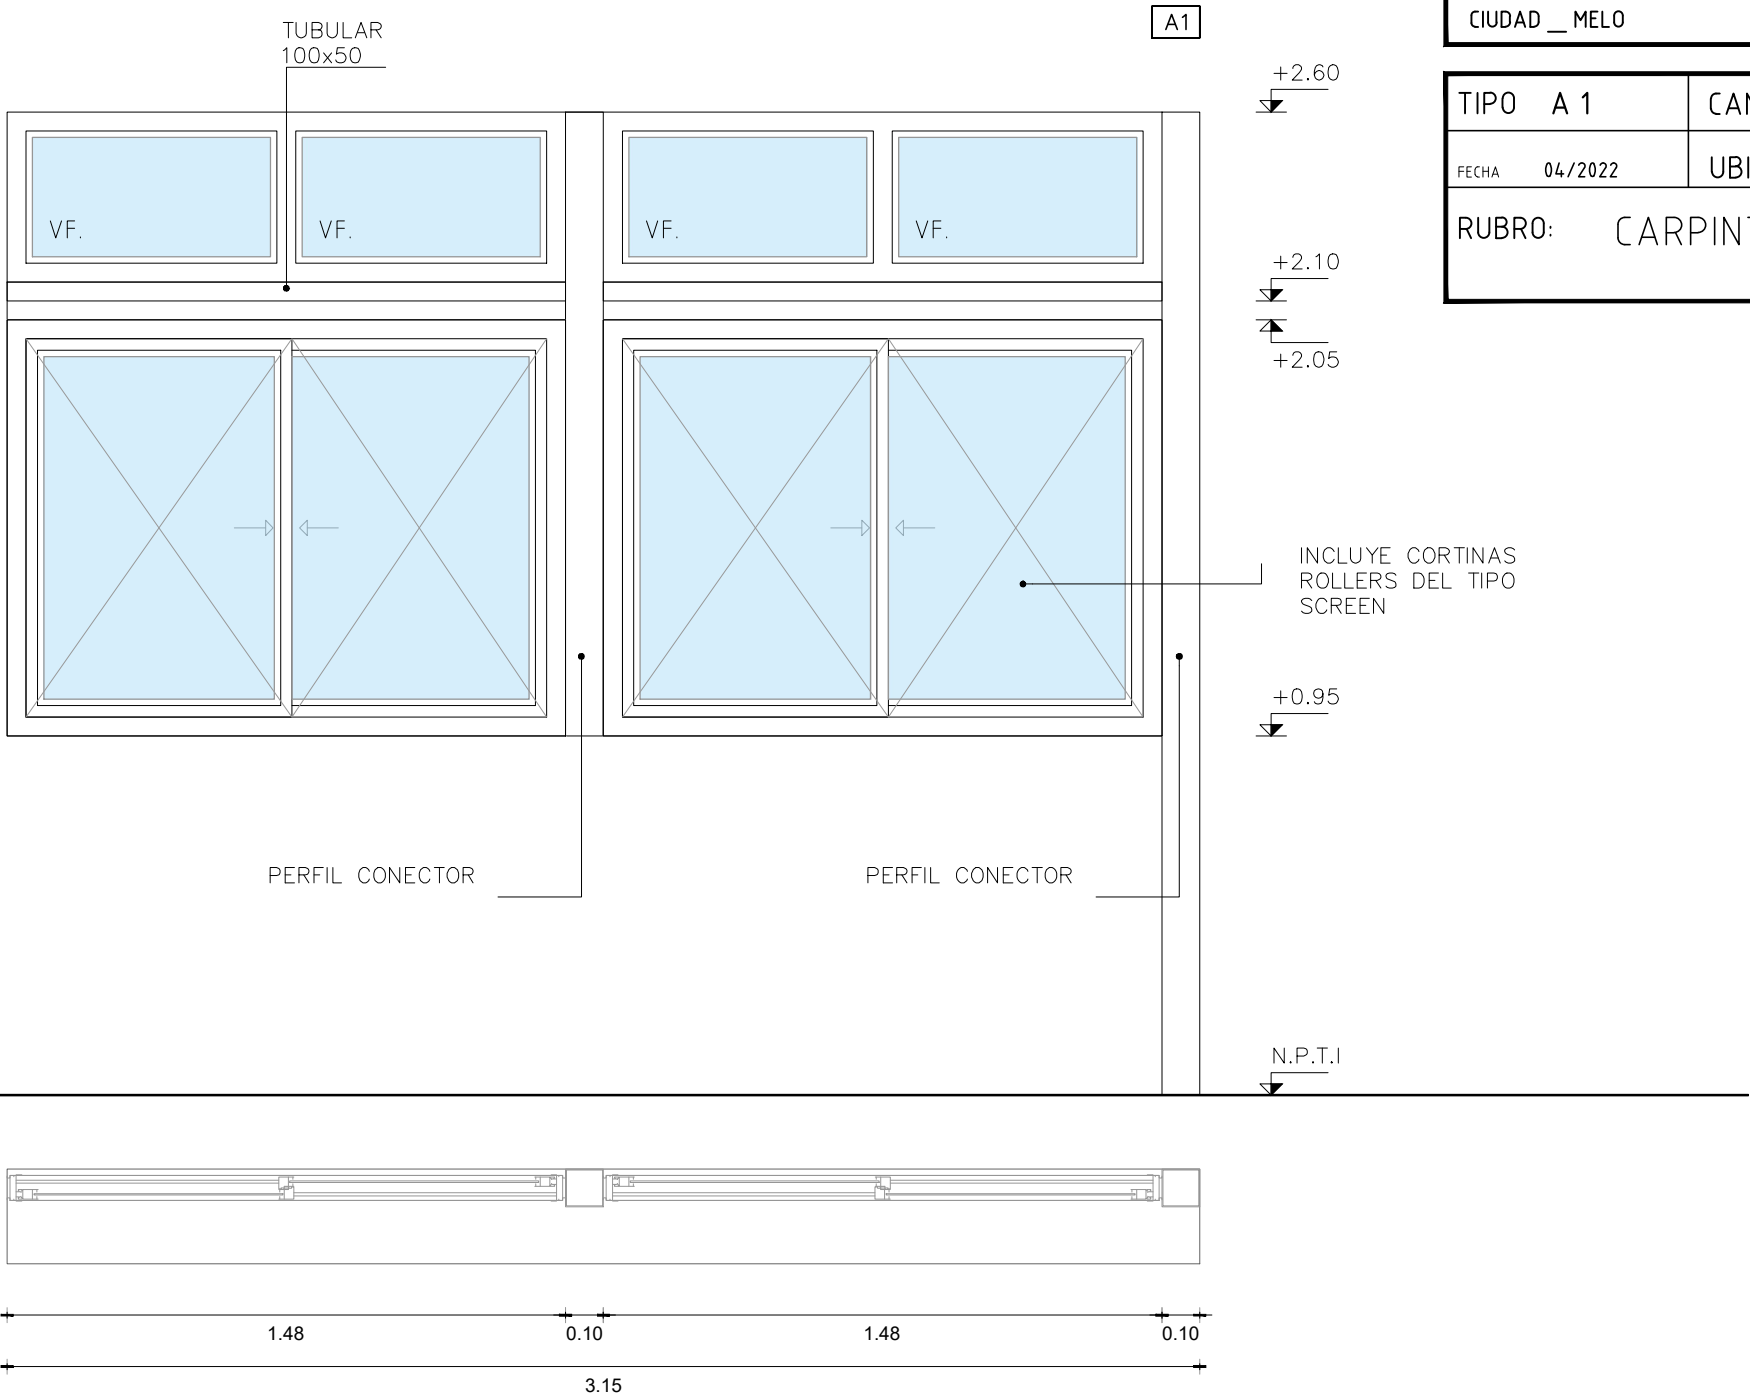 TUBULAR
100x50
A1
CIUDAD __ MELO
+2.60
TIPO A 1
FECHA 04/2022
RUBRO:
VF.
VF.
VF.
VF.
+2.10
+2.05
INCLUYE CORTINAS
ROLLERS DEL TIPO
SCREEN
+0.95
PERFIL CONECTOR
PERFIL CONECTOR
N.P.T.I
1.48
0.10
1.48
0.10
3.15